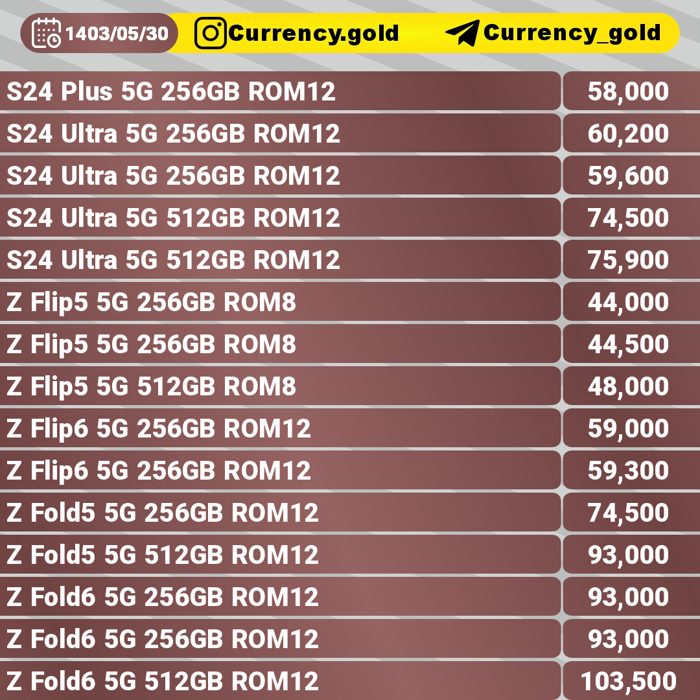 1403/05/30 Currency.gold Currency_gold
S24 Plus 5G 256GB ROM12 58,000
S24 Ultra 5G 256GB ROM12 60,200
S24 Ultra 5G 256GB ROM12 59,600
S24 Ultra 5G 512GB ROM12 74,500
S24 Ultra 5G 512GB ROM12 75,900
Z Flip5 5G 256GB ROM8 44,000
Z Flip5 5G 256GB ROM8 44,500
Z Flip5 5G 512GB ROM8 48,000
Z Flip6 5G 256GB ROM12 59,000
Z Flip6 5G 256GB ROM12 59,300
Z Fold5 5G 256GB ROM12 74,500
Z Fold5 5G 512GB ROM12 93,000
Z Fold6 5G 256GB ROM12 93,000
Z Fold6 5G 256GB ROM12 93,000
Z Fold6 5G 512GB ROM12 103,500